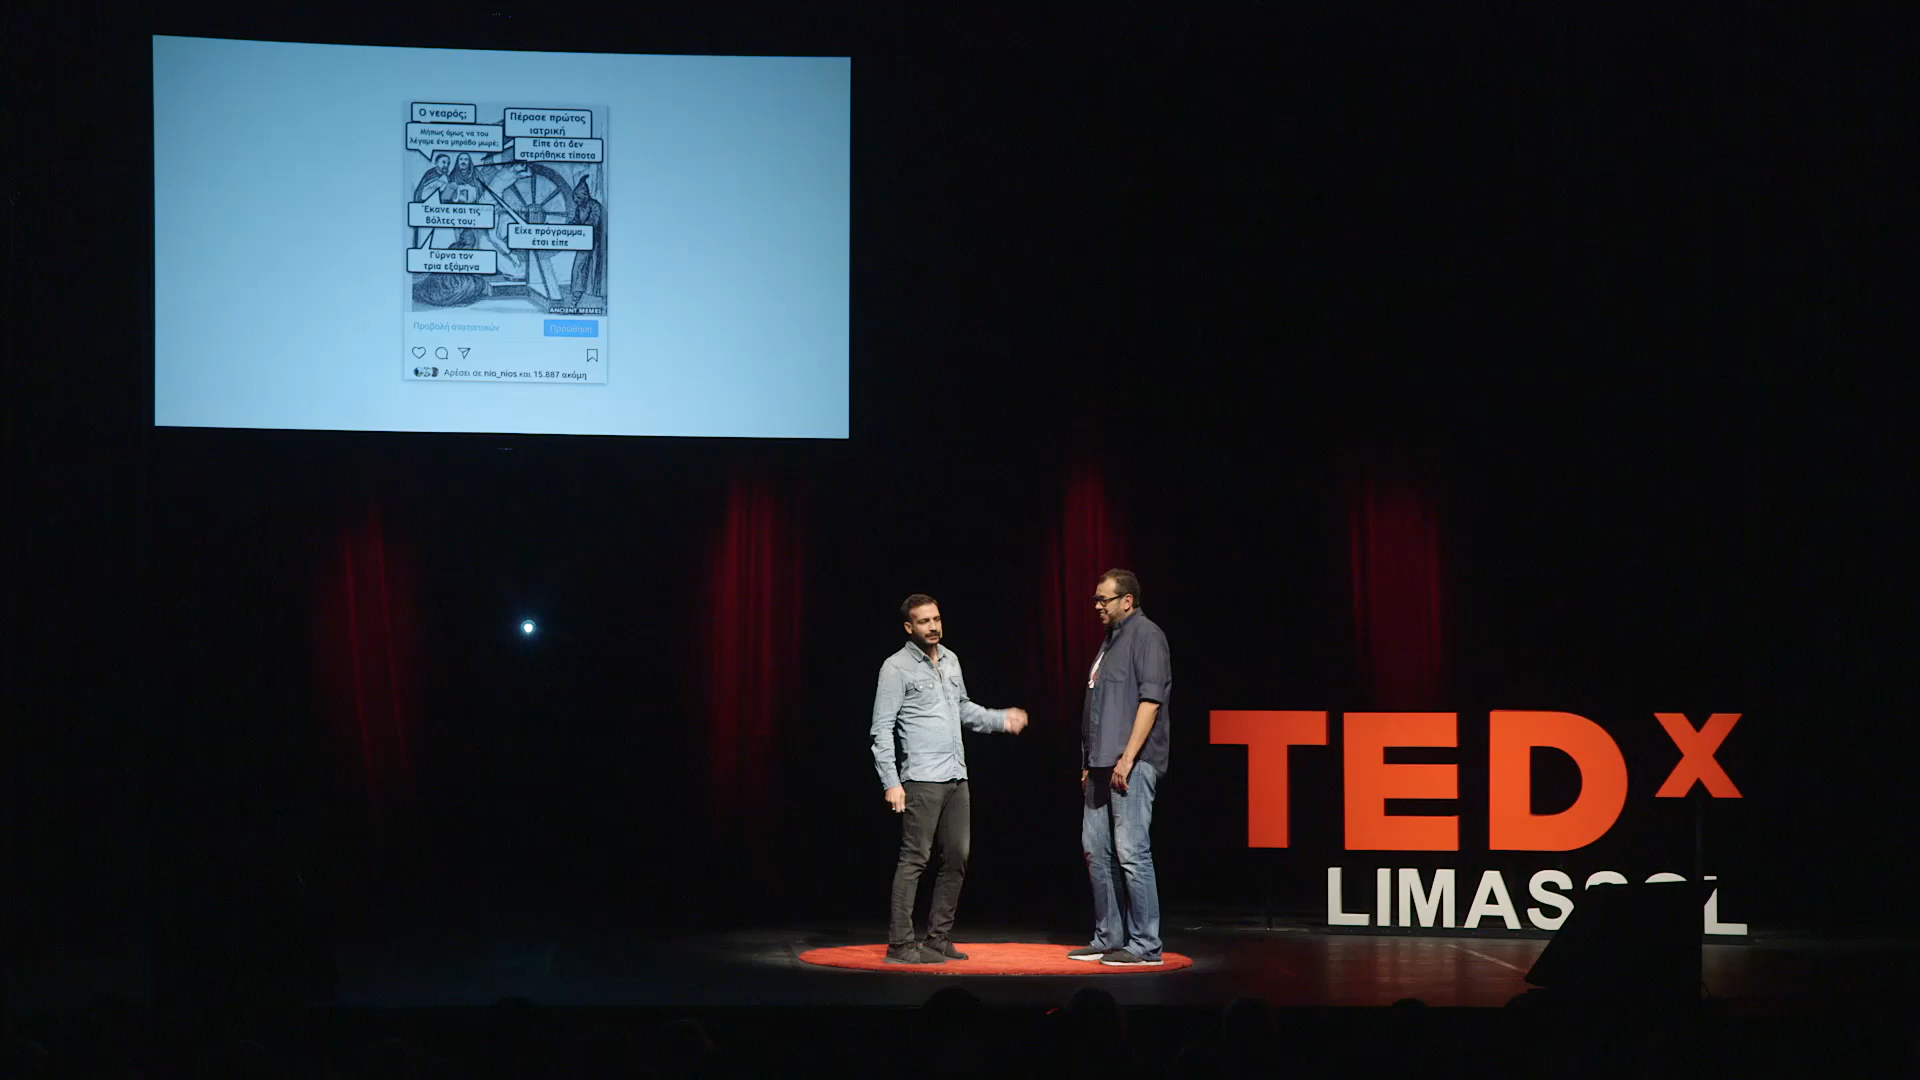 Ο νεαρός;
Πέρασε πρώτος
ιατρική
Μήπως όμως να του
λέγαμε ένα μπράβο μωρέ;
Είπε ότι δεν
στερήθηκε τίποτα
Έκανε και τις
βόλτες του;
Είχε πρόγραμμα,
έτσι είπε
Γύρνα τον
τρια εξάμηνα
ANCIENT MEMES
Προβολή στατιστικών
Προώθηση
Αρέσει σε nio_nios και 15.887 ακόμη
TEDx
LIMASSOL